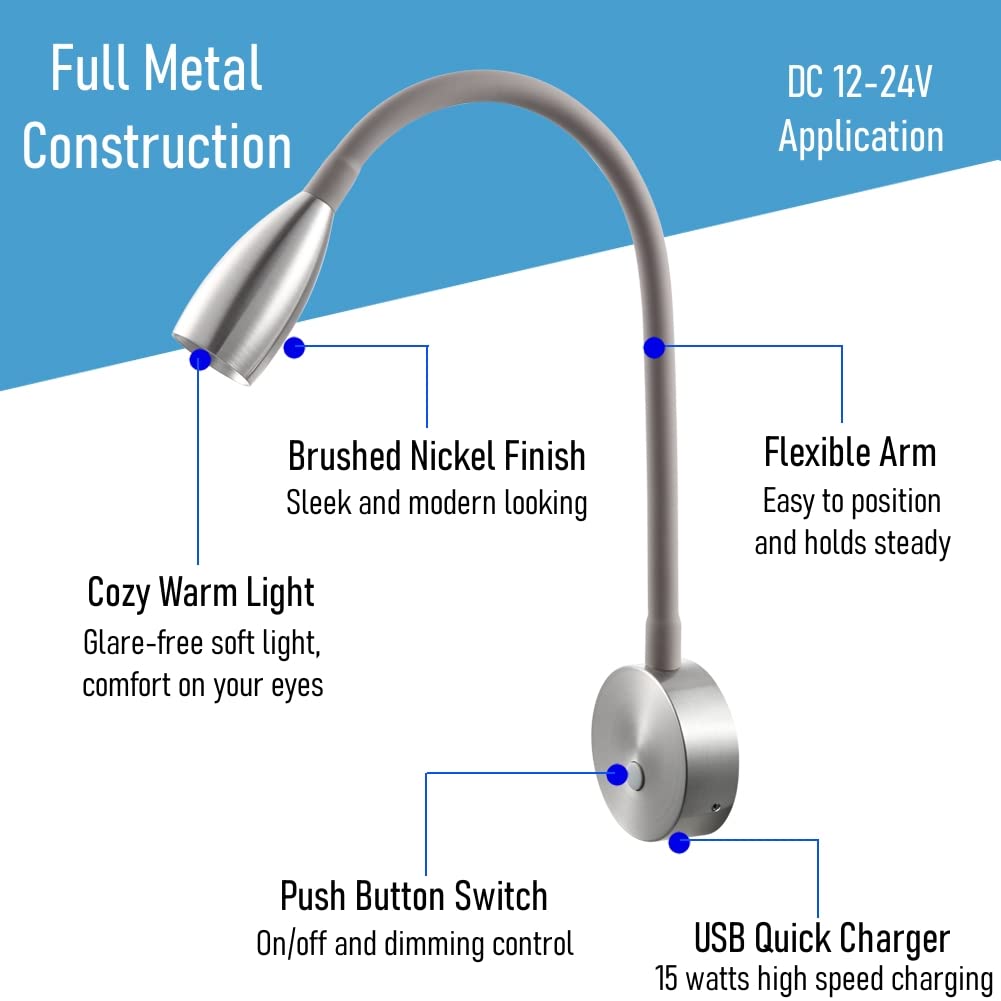 Full Metal
Construction
DC 12-24V
Application
Brushed Nickel Finish
Sleek and modern looking
Flexible Arm
Easy to position
and holds steady
Cozy Warm Light
Glare-free soft light,
comfort on your eyes
Push Button Switch
On/off and dimming control
USB Quick Charger
15 watts high speed charging